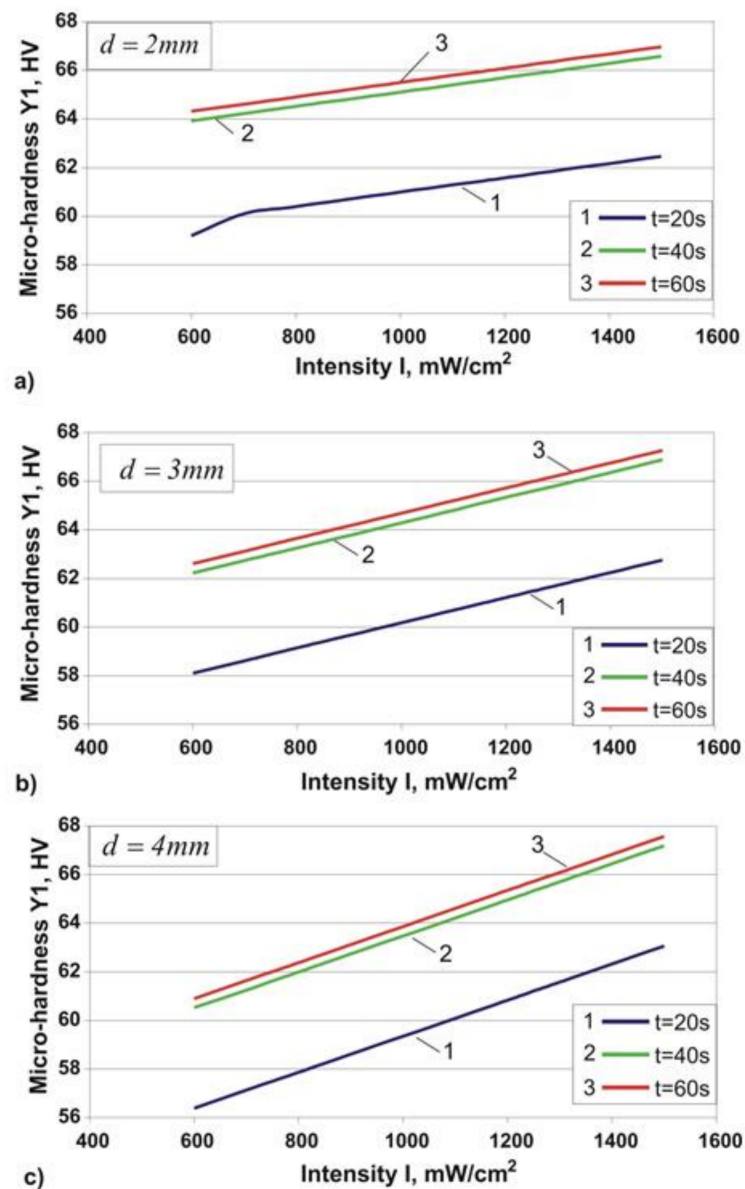 68
d = 2mm
3
66
64
2
62
1
60
58
56
Micro-hardness Y1, HV
1 t=20s
2 t=40s
3 t=60s
400 600 800 1000 1200 1400 1600
Intensity I, mW/cm²
a)
68
d = 3mm
3
66
64
2
62
1
60
58
56
Micro-hardness Y1, HV
1 t=20s
2 t=40s
3 t=60s
400 600 800 1000 1200 1400 1600
Intensity I, mW/cm²
b)
68
d = 4mm
3
66
64
2
62
60
1
58
56
Micro-hardness Y1, HV
1 t=20s
2 t=40s
3 t=60s
400 600 800 1000 1200 1400 1600
Intensity I, mW/cm²
c)